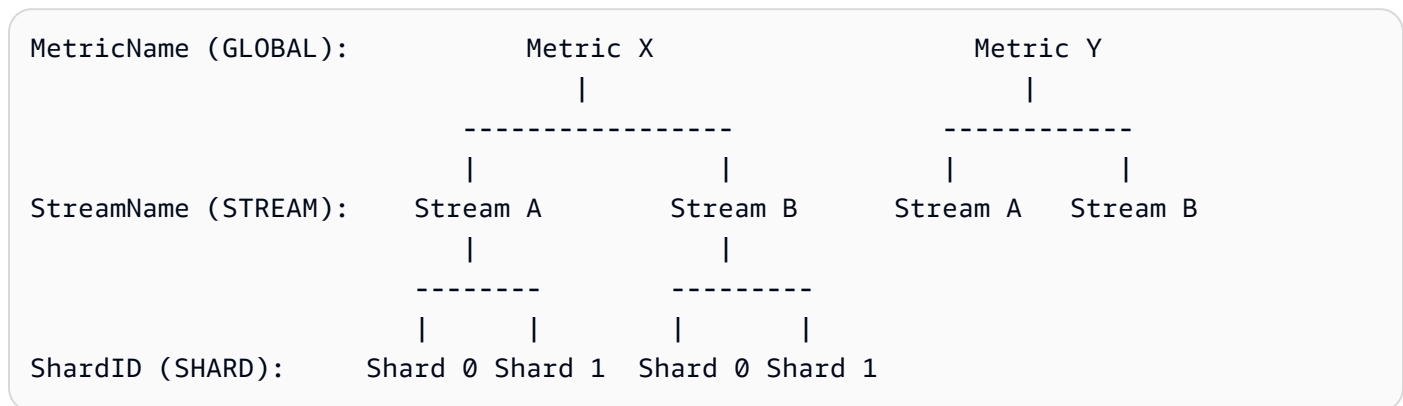 MetricName (GLOBAL):           Metric X                    Metric Y
                                  |                           |
                           -----------------             ------------
                           |               |             |          |
StreamName (STREAM):    Stream A        Stream B      Stream A   Stream B
                           |               |
                        --------        ---------
                        |      |        |       |
ShardID (SHARD):     Shard 0 Shard 1  Shard 0 Shard 1